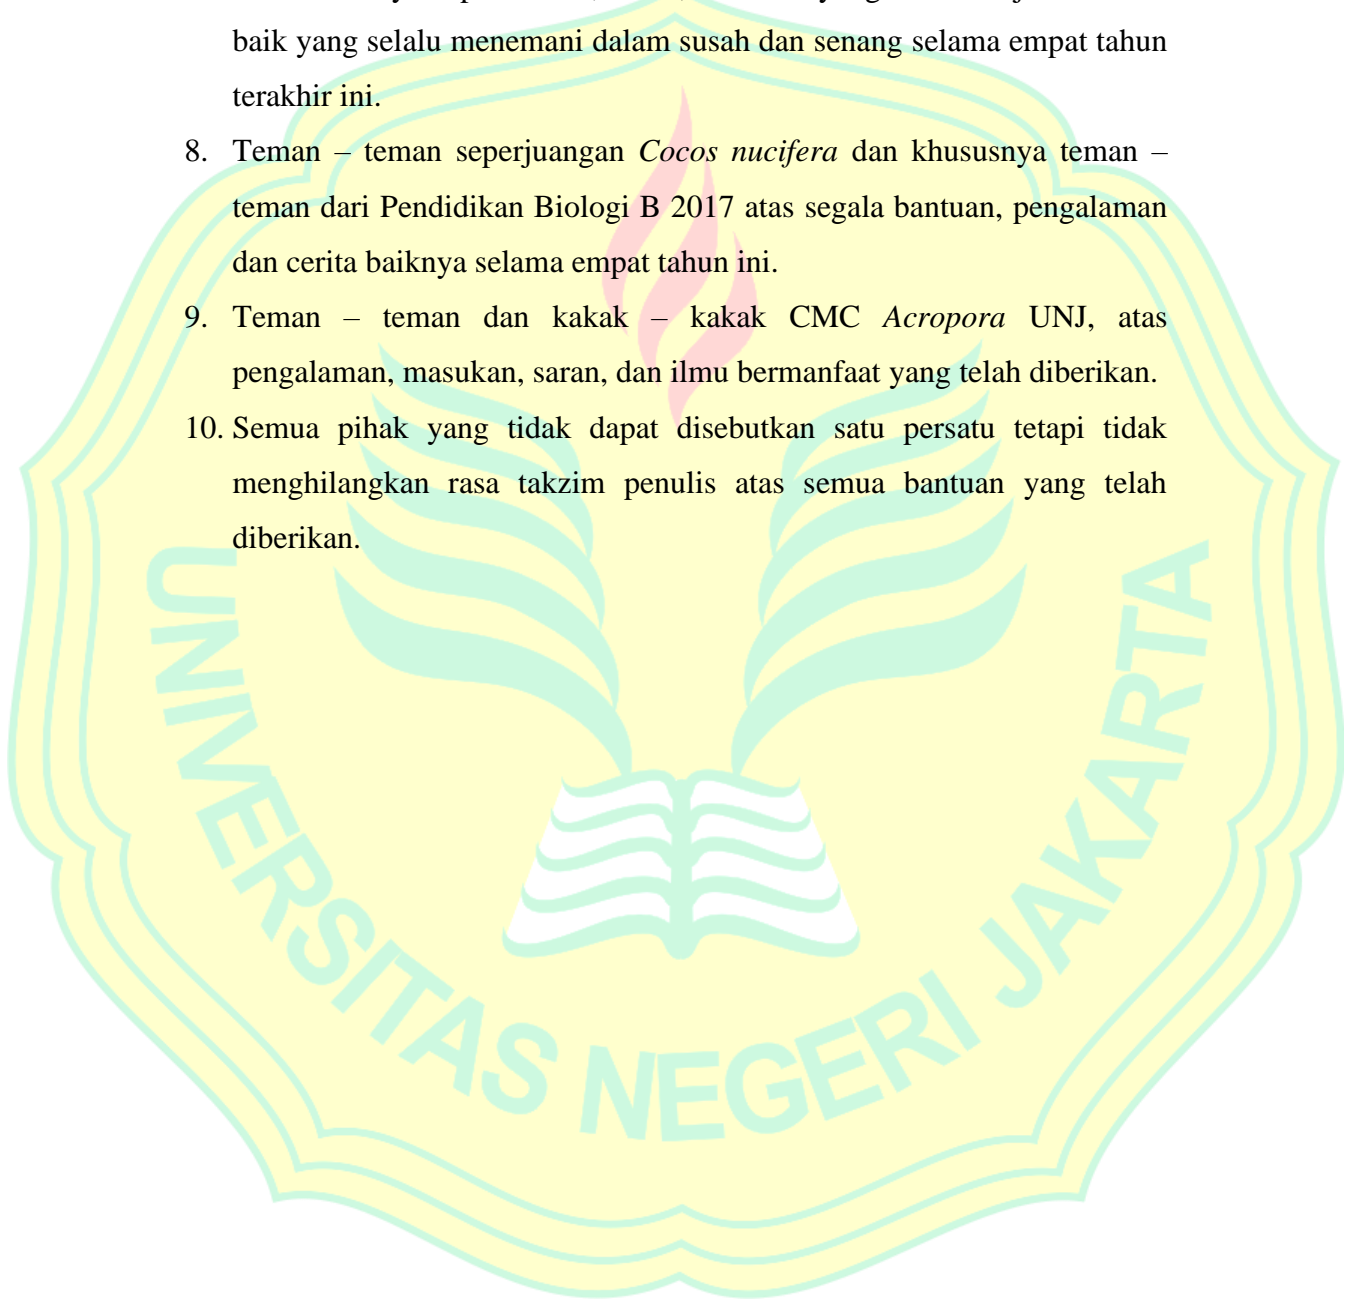 baik yang selalu menemani dalam susah dan senang selama empat tahun
terakhir ini.
8. Teman – teman seperjuangan Cocos nucifera dan khususnya teman –
teman dari Pendidikan Biologi B 2017 atas segala bantuan, pengalaman
dan cerita baiknya selama empat tahun ini.
9. Teman – teman dan kakak – kakak CMC Acropora UNJ, atas
pengalaman, masukan, saran, dan ilmu bermanfaat yang telah diberikan.
10. Semua pihak yang tidak dapat disebutkan satu persatu tetapi tidak
menghilangkan rasa takzim penulis atas semua bantuan yang telah
diberikan.
UNIVERSITAS NEGERI JAKARTA